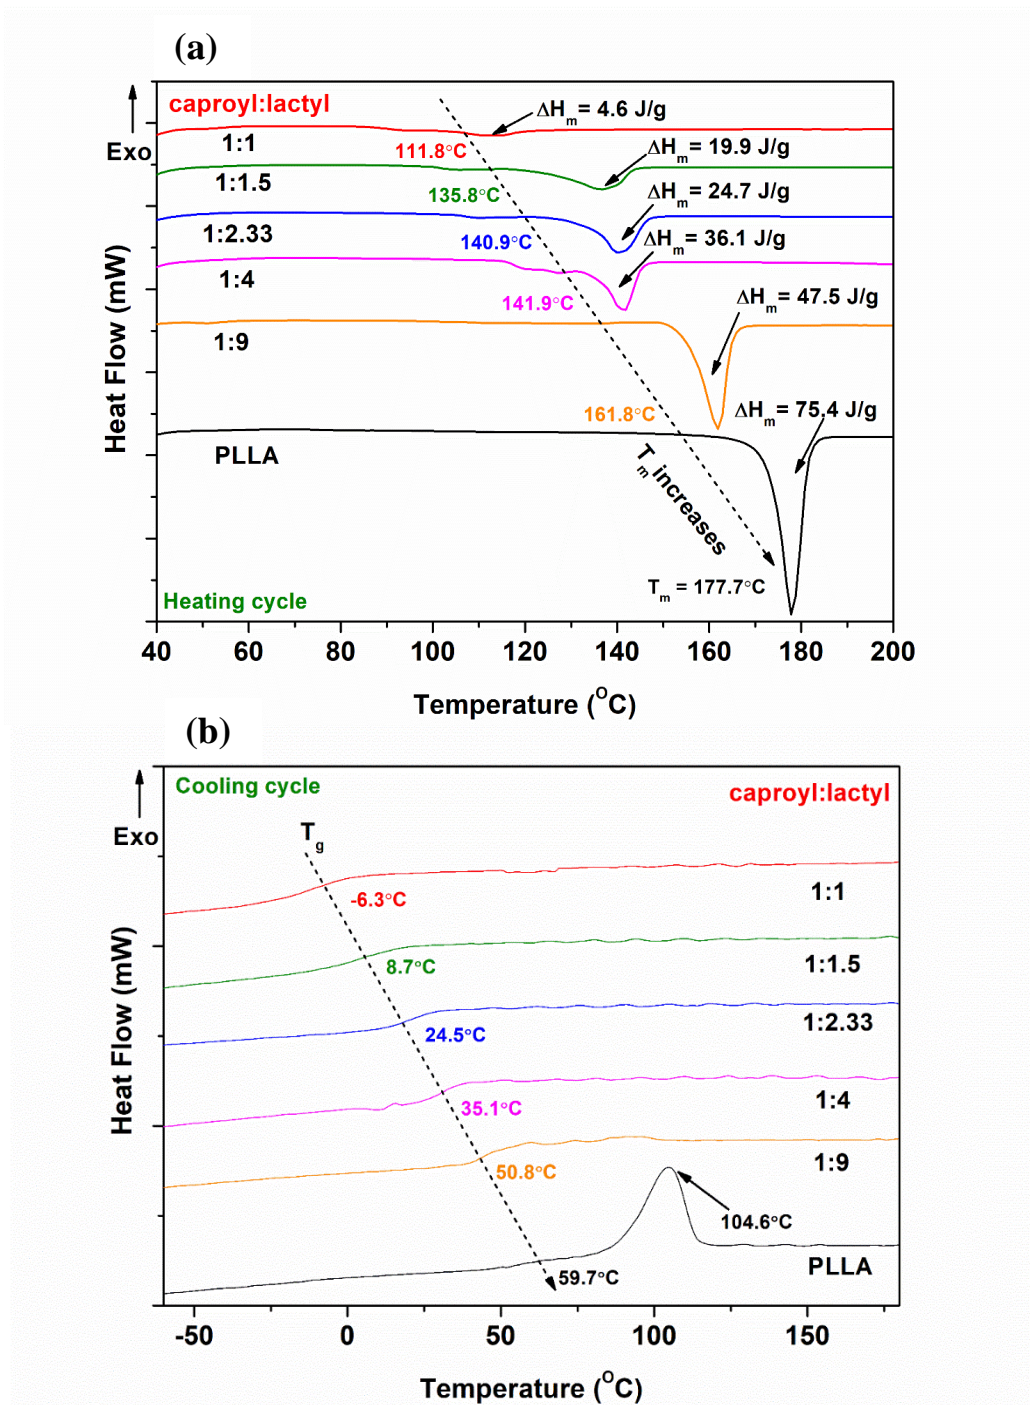 (a)
caproyl:lactyl
Exo
1:1
111.8°C
ΔHm= 4.6 J/g
1:1.5
135.8°C
ΔHm= 19.9 J/g
1:2.33
140.9°C
ΔHm= 24.7 J/g
1:4
141.9°C
ΔHm= 36.1 J/g
1:9
161.8°C
ΔHm= 47.5 J/g
PLLA
ΔHm= 75.4 J/g
Tm increases
Tm = 177.7°C
Heating cycle
Heat Flow (mW)
40 60 80 100 120 140 160 180 200
Temperature (OC)
(b)
Cooling cycle
caproyl:lactyl
Exo
Tg
-6.3°C
1:1
8.7°C
1:1.5
24.5°C
1:2.33
35.1°C
1:4
50.8°C
1:9
104.6°C
59.7°C
PLLA
Heat Flow (mW)
-50 0 50 100 150
Temperature (OC)